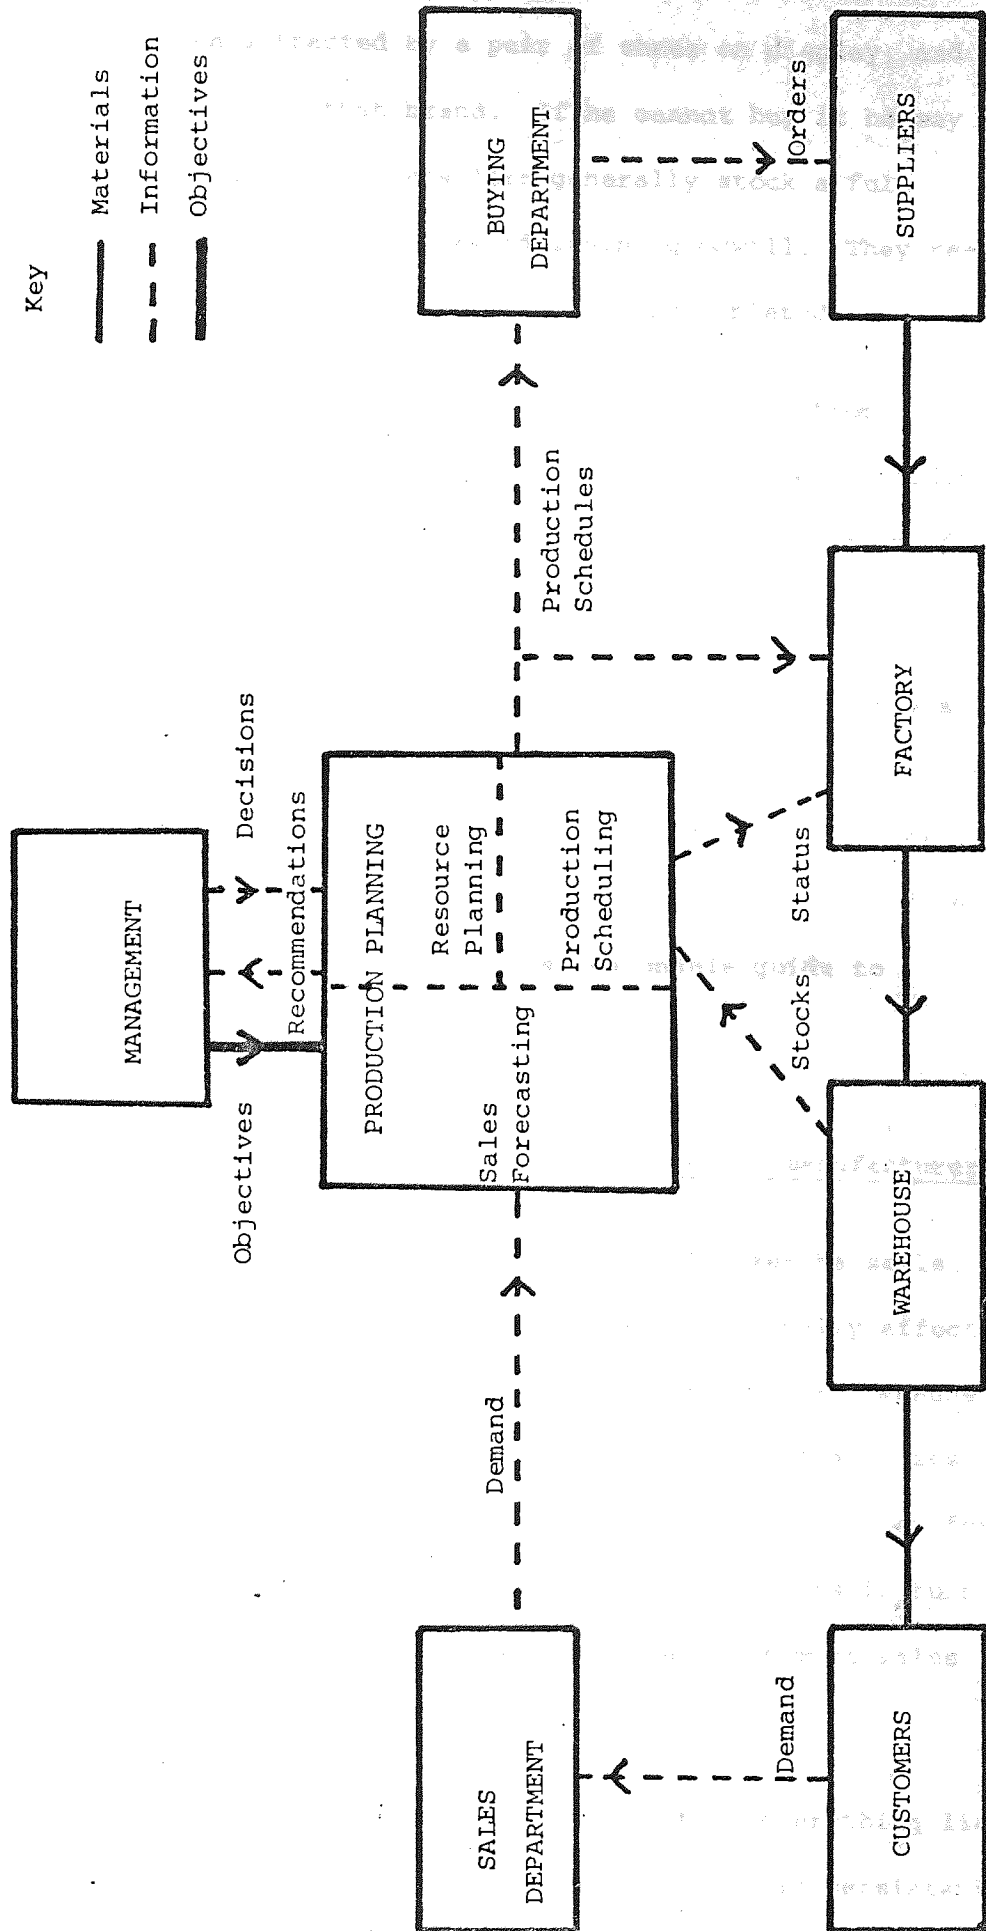 Key
Materials
Information
Objectives
MANAGEMENT
Objectives
Recommendations
Decisions
PRODUCTION PLANNING
Sales
Forecasting
Resource
Planning
Production
Scheduling
SALES
DEPARTMENT
Demand
Production
Schedules
BUYING
DEPARTMENT
Demand
Stocks
Status
Orders
CUSTOMERS
WAREHOUSE
FACTORY
SUPPLIERS